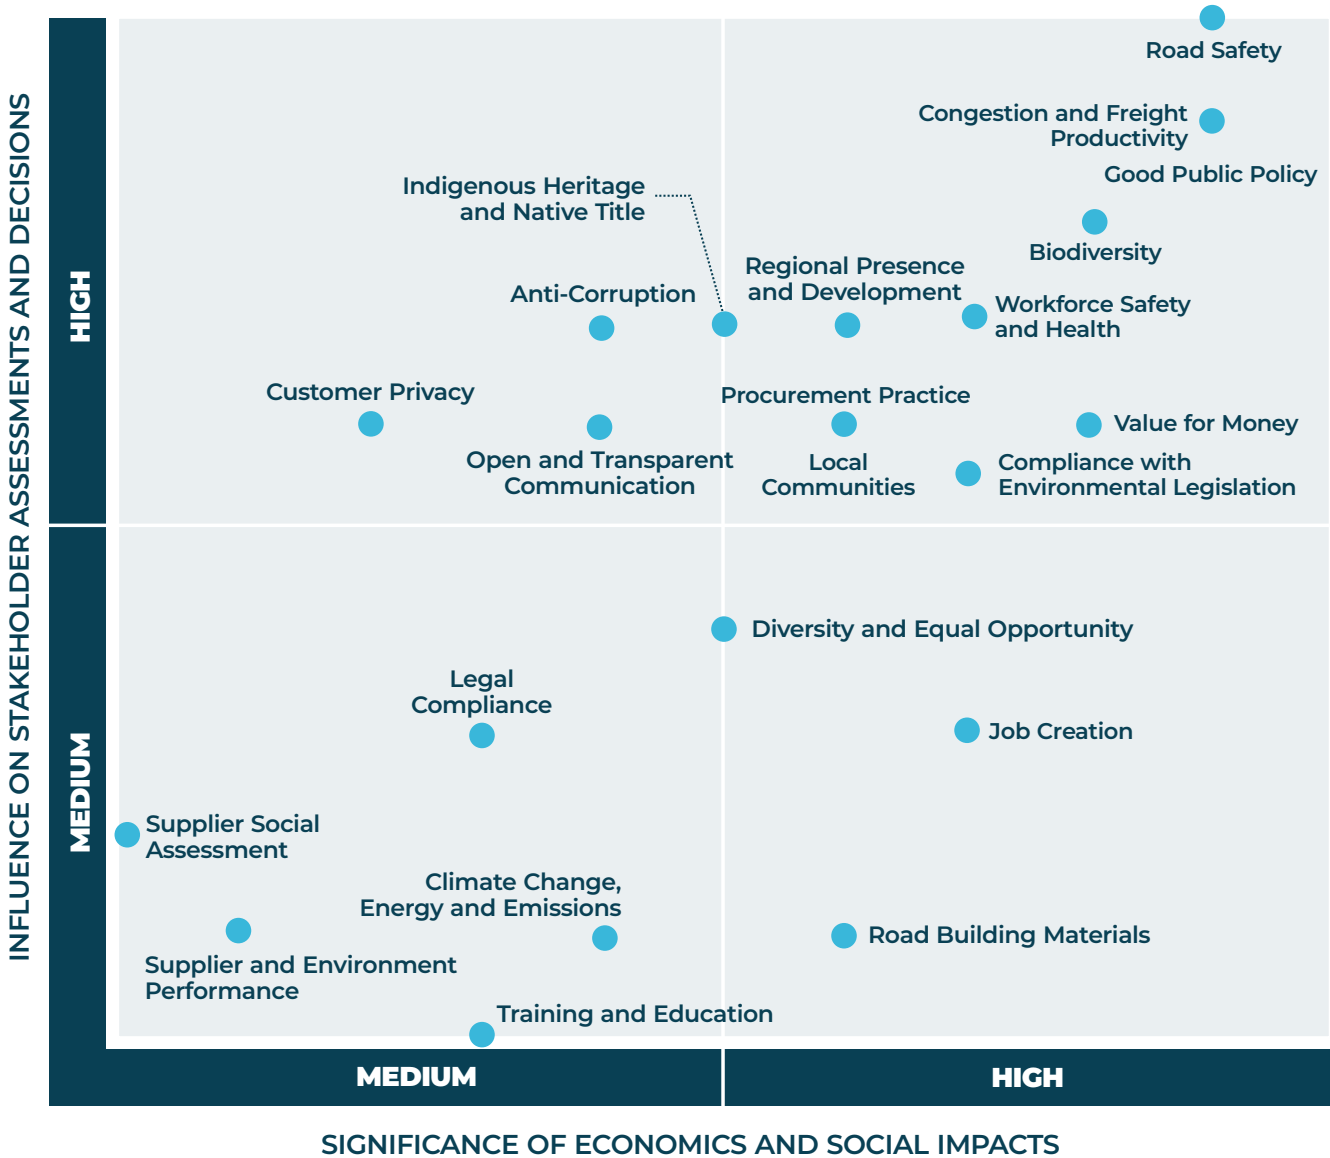 INFLUENCE ON STAKEHOLDER ASSESSMENTS AND DECISIONS
HIGH
MEDIUM
Road Safety
Congestion and Freight
Productivity
Good Public Policy
Indigenous Heritage
and Native Title
Biodiversity
Regional Presence
and Development
Anti-Corruption
Workforce Safety
and Health
Customer Privacy
Procurement Practice
Value for Money
Open and Transparent
Communication
Local
Communities
Compliance with
Environmental Legislation
Diversity and Equal Opportunity
Legal
Compliance
Job Creation
Supplier Social
Assessment
Climate Change,
Energy and Emissions
Road Building Materials
Supplier and Environment
Performance
Training and Education
MEDIUM
HIGH
SIGNIFICANCE OF ECONOMICS AND SOCIAL IMPACTS